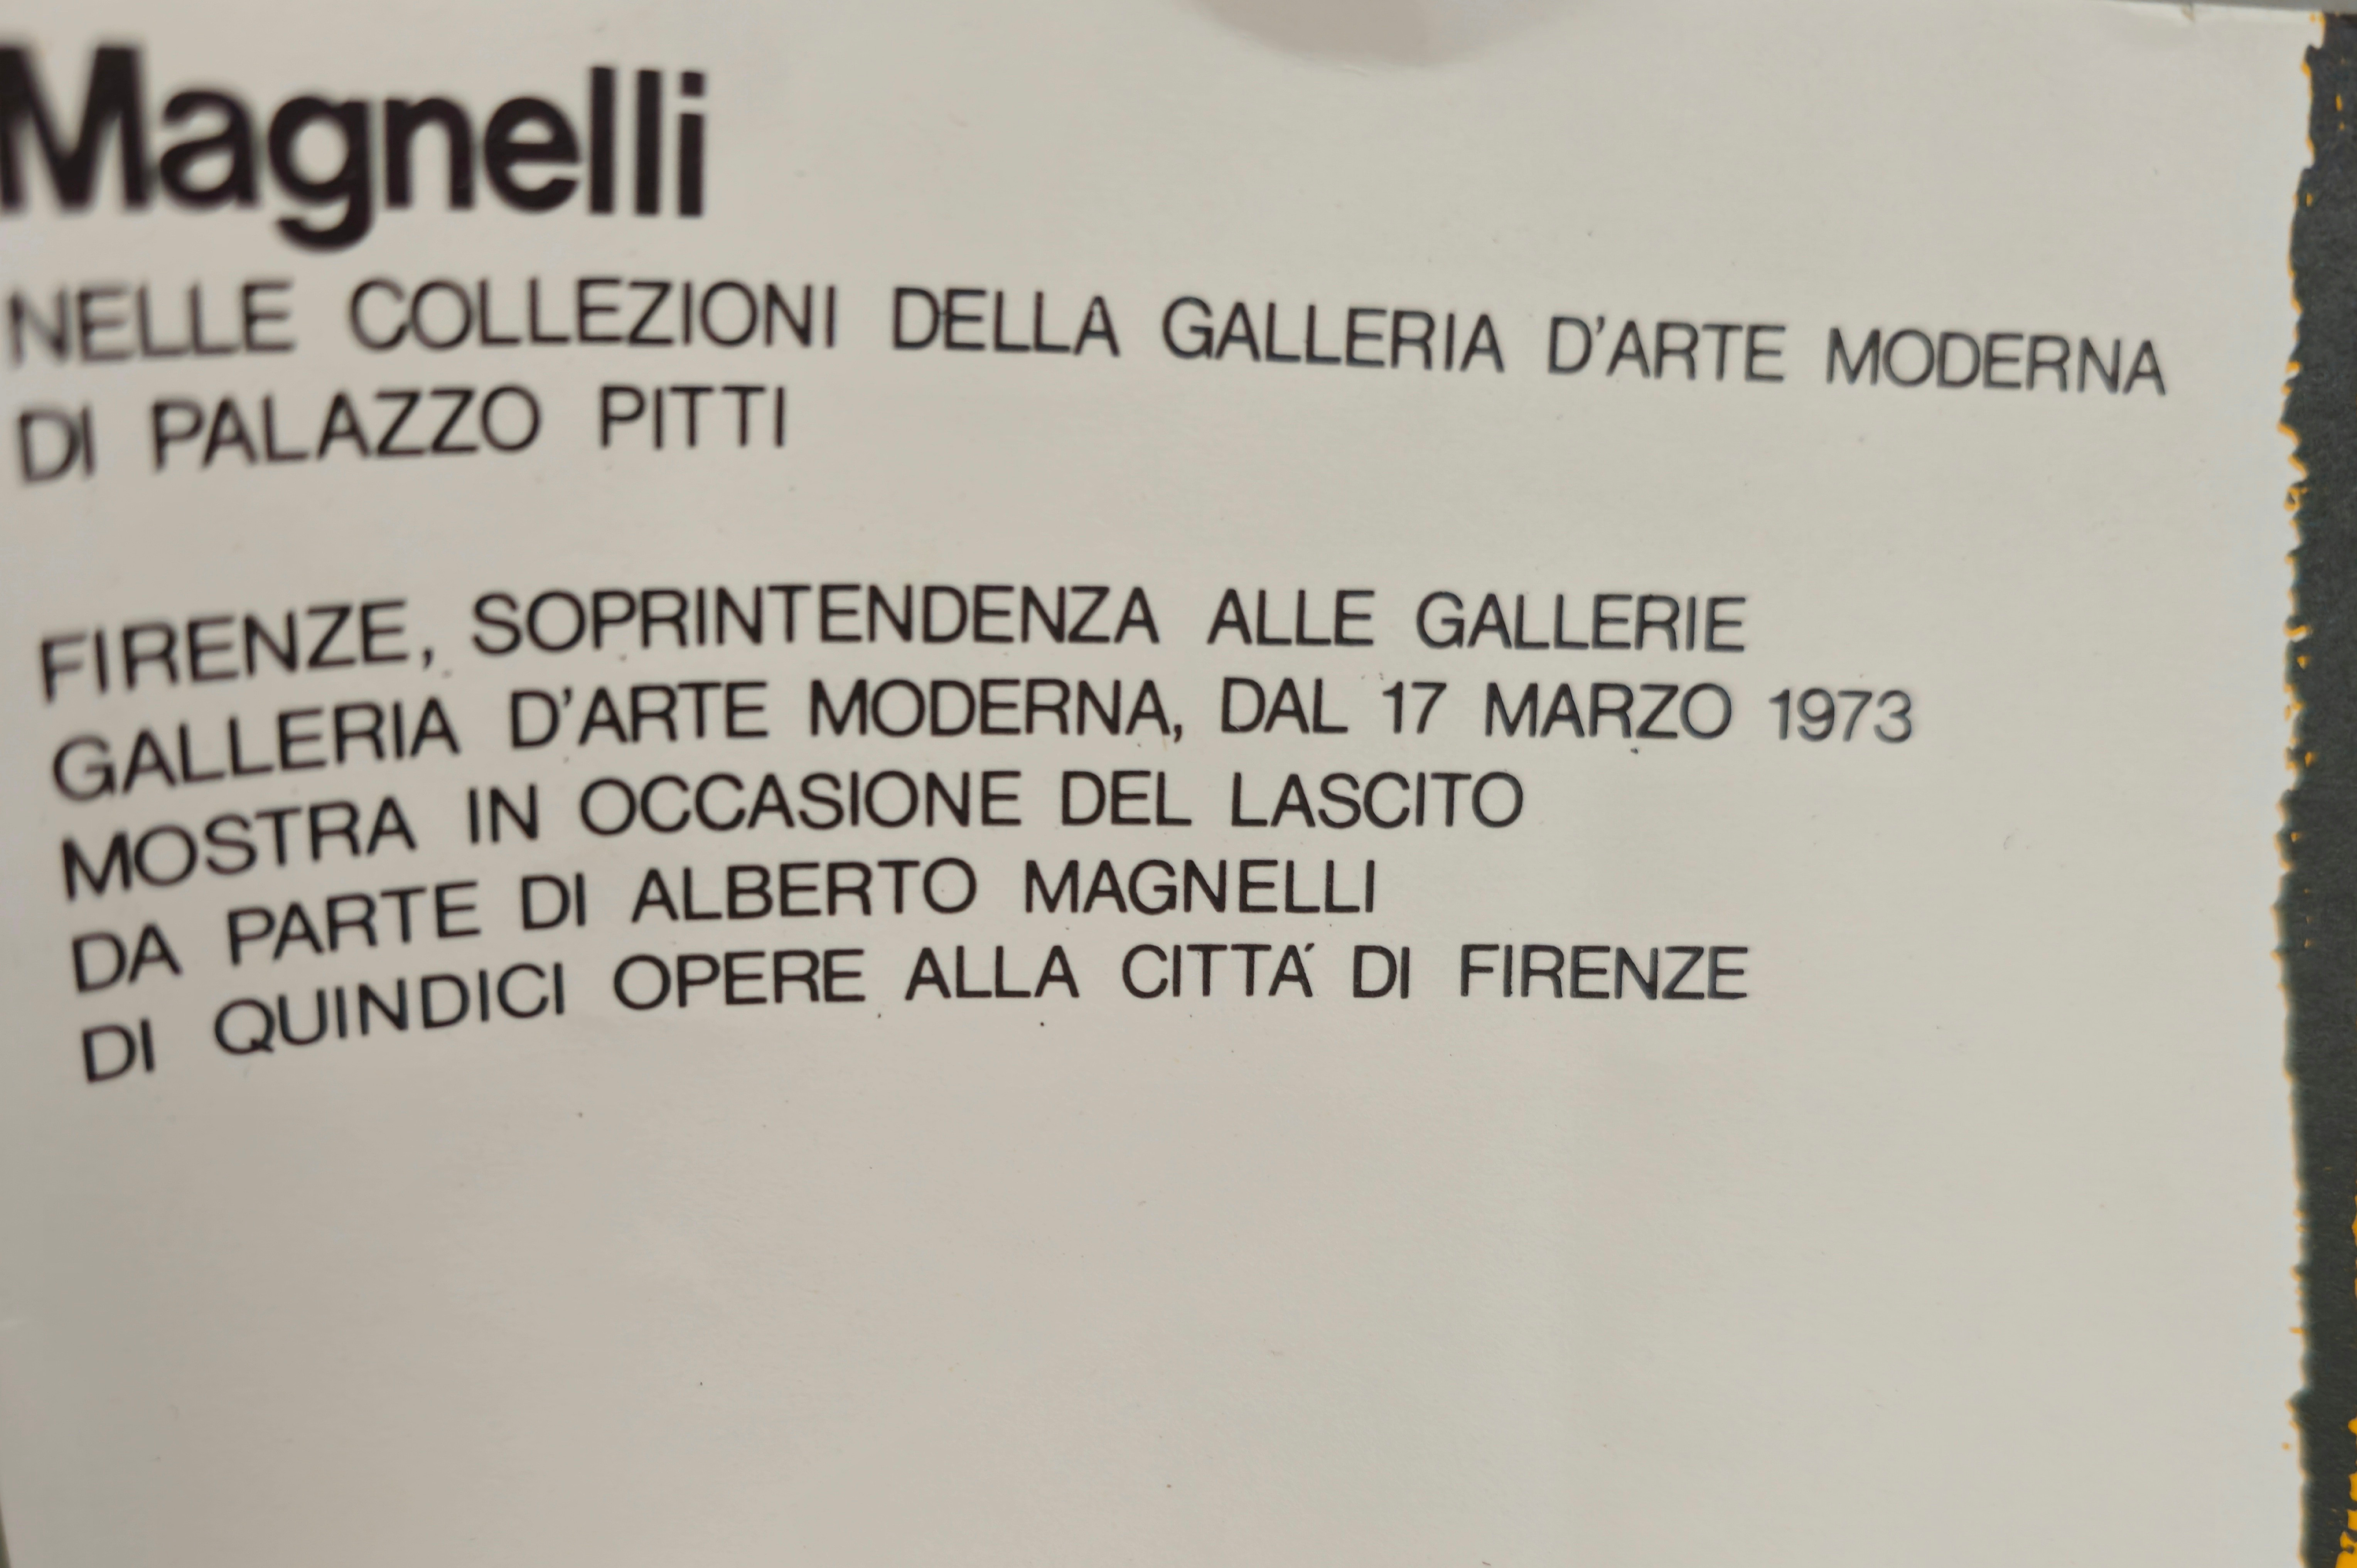 Magnelli
NELLE COLLEZIONI DELLA GALLERIA D'ARTE MODERNA
DI PALAZZO PITTI
FIRENZE, SOPRINTENDENZA ALLE GALLERIE
GALLERIA D'ARTE MODERNA, DAL 17 MARZO 1973
MOSTRA IN OCCASIONE DEL LASCITO
DA PARTE DI ALBERTO MAGNELLI
DI QUINDICI OPERE ALLA CITTÁ DI FIRENZE